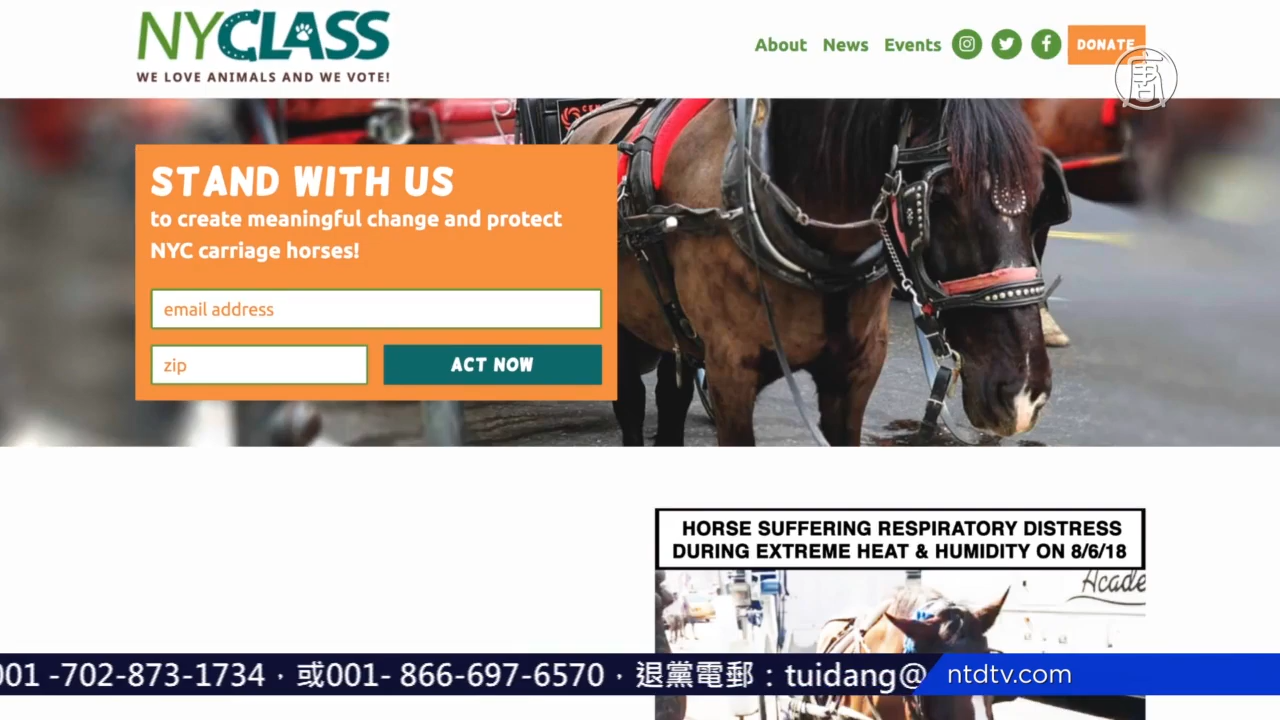 NYCLASS
WE LOVE ANIMALS AND WE VOTE!
About News Events DONATE
STAND WITH US
to create meaningful change and protect
NYC carriage horses!
email address
zip
ACT NOW
HORSE SUFFERING RESPIRATORY DISTRESS
DURING EXTREME HEAT & HUMIDITY ON 8/6/18
Acade
001 -702-873-1734，或001- 866-697-6570，退黨電郵：tuidang@
ntdtv.com